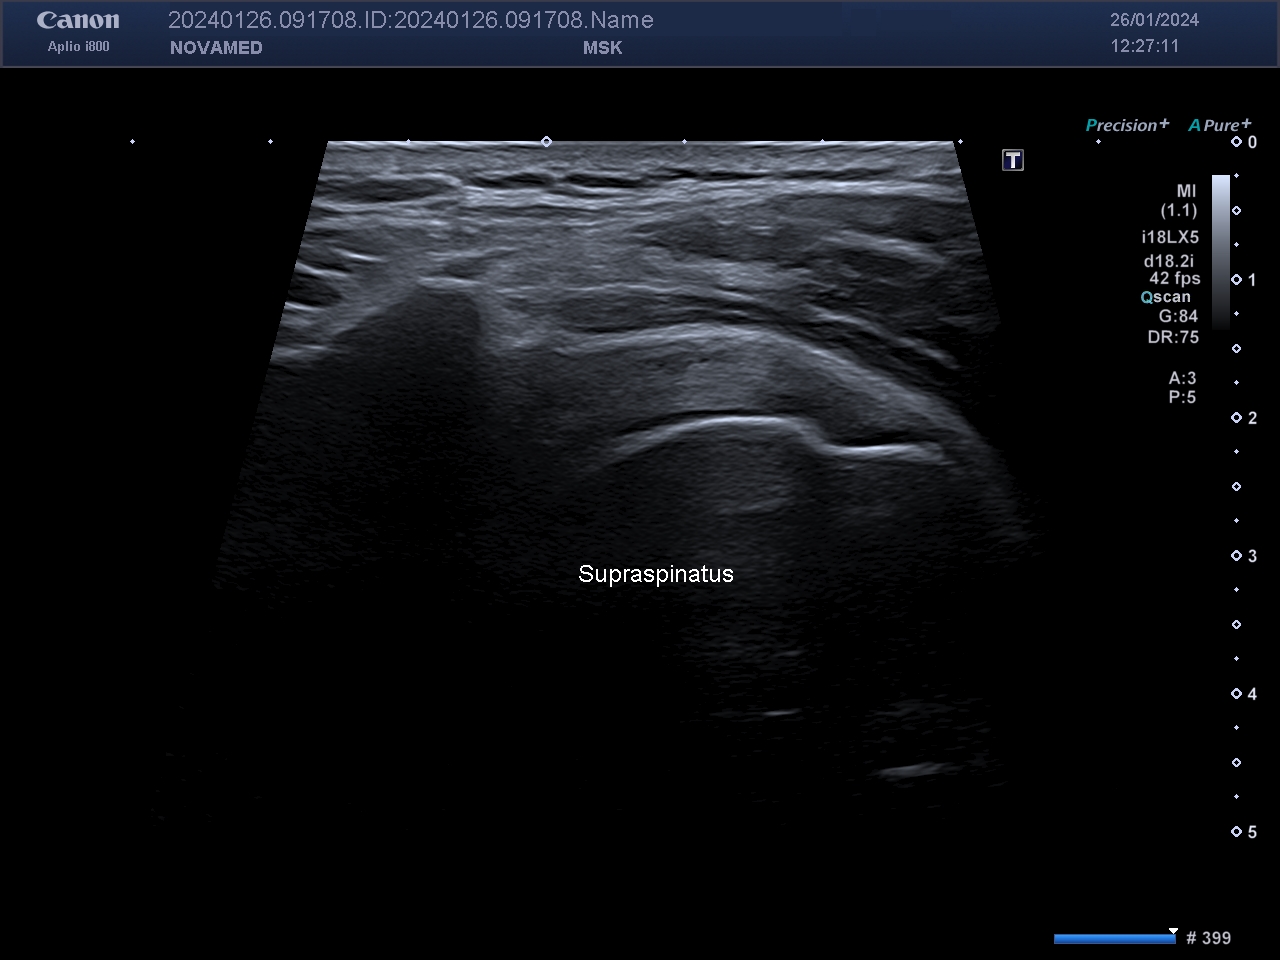 Canon
Aplio i800
20240126.091708.ID:20240126.091708.Name
NOVAMED
MSK
26/01/2024
12:27:11
Precision+ APure+
T
0
MI
(1.1)
i18LX5
d18.2i
42 fps
Qscan
G:84
DR:75
A:3
P:5
1
2
3
4
5
Supraspinatus
# 399